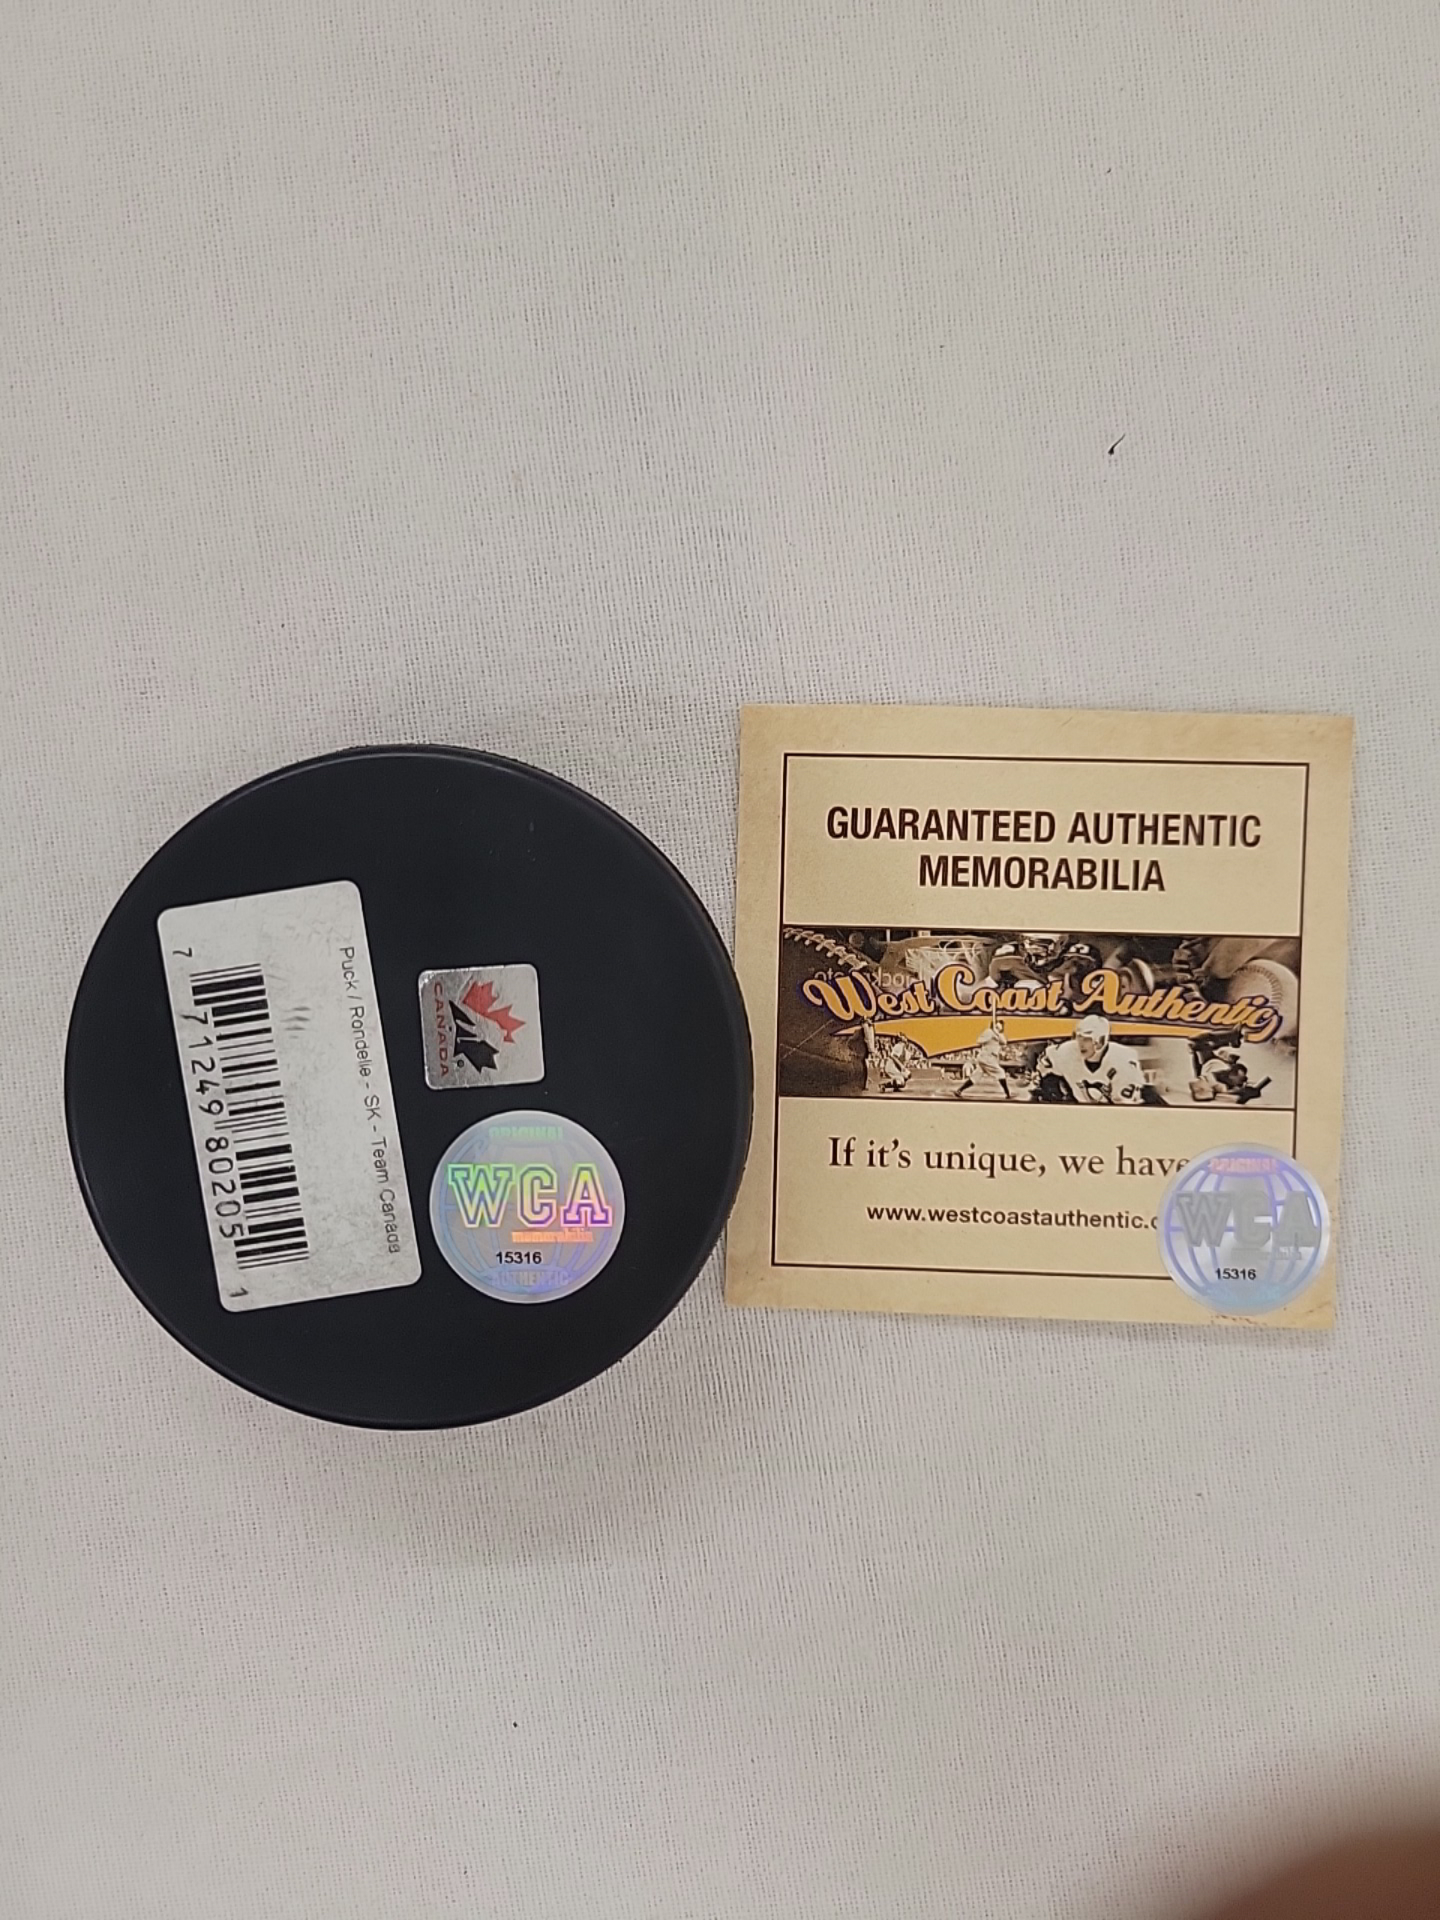 Puck / Rondelle - SK - Team Canada
7 71249 80205 1
CANADA
ORIGINAL
WCA
memorabilia
15316
AUTHENTIC
GUARANTEED AUTHENTIC
MEMORABILIA
West Coast Authentic
If it's unique, we have
www.westcoastauthentic.c
ORIGINAL
WCA
15316